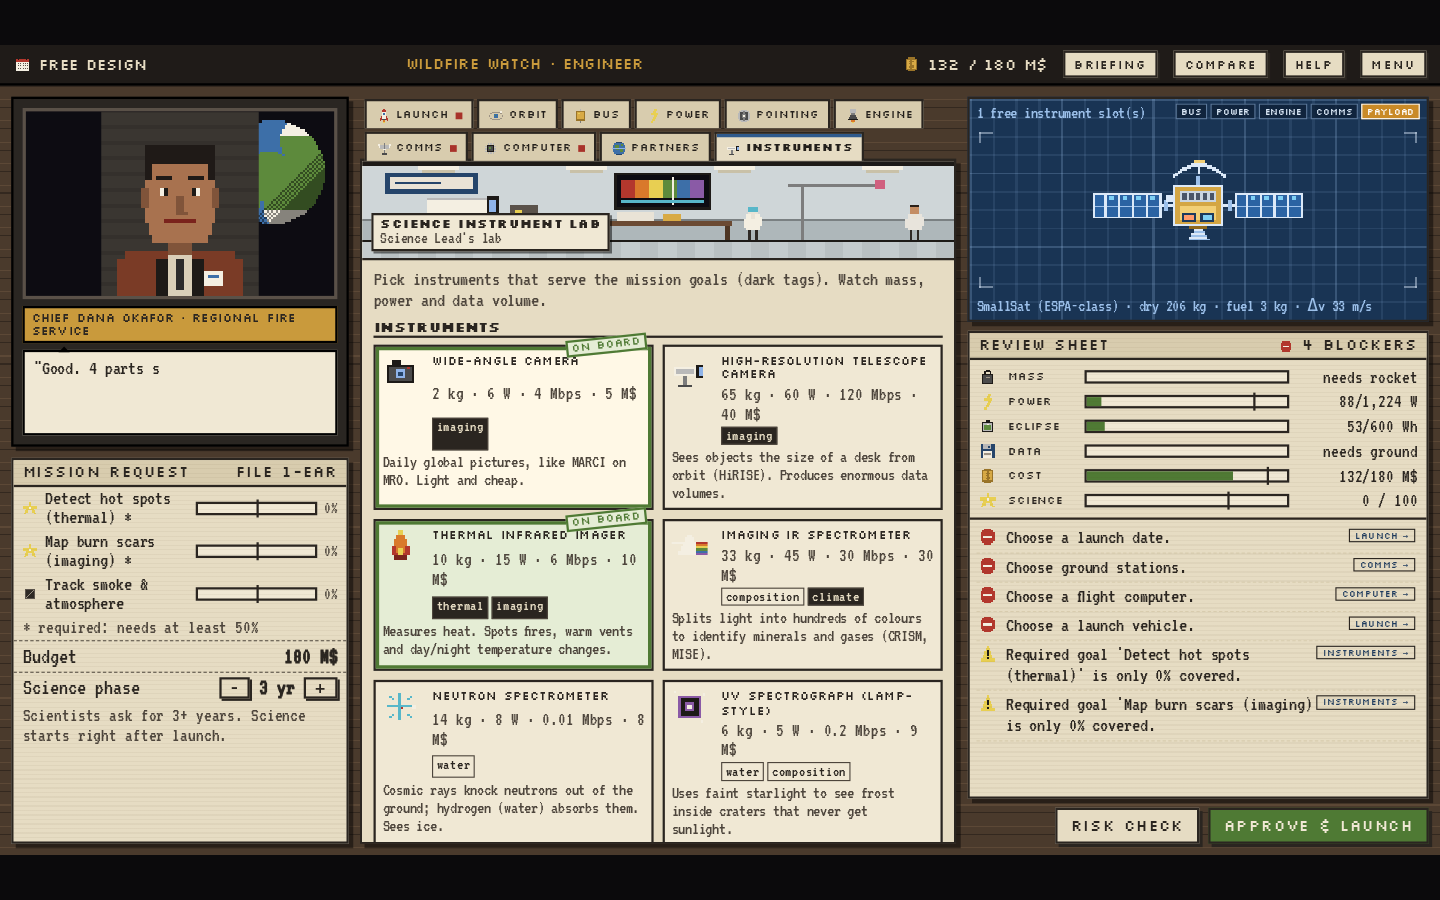 FREE DESIGN
WILDFIRE WATCH · ENGINEER
132 / 180 M$
BRIEFING
COMPARE
HELP
MENU
CHIEF DANA OKAFOR · REGIONAL FIRE
SERVICE
"Good. 4 parts s
MISSION REQUEST
FILE 1-EAR
Detect hot spots
(thermal) *
0%
Map burn scars
(imaging) *
0%
Track smoke &
atmosphere
0%
* required: needs at least 50%
Budget
180 M$
Science phase
- 3 yr +
Scientists ask for 3+ years. Science
starts right after launch.
LAUNCH
ORBIT
BUS
POWER
POINTING
ENGINE
COMMS
COMPUTER
PARTNERS
INSTRUMENTS
SCIENCE INSTRUMENT LAB
Science Lead's lab
Pick instruments that serve the mission goals (dark tags). Watch mass,
power and data volume.
INSTRUMENTS
ON BOARD
WIDE-ANGLE CAMERA
2 kg · 6 W · 4 Mbps · 5 M$
imaging
Daily global pictures, like MARCI on
MRO. Light and cheap.
HIGH-RESOLUTION TELESCOPE
CAMERA
65 kg · 60 W · 120 Mbps ·
40 M$
imaging
Sees objects the size of a desk from
orbit (HiRISE). Produces enormous data
volumes.
ON BOARD
THERMAL INFRARED IMAGER
10 kg · 15 W · 6 Mbps · 10
M$
thermal
imaging
Measures heat. Spots fires, warm vents
and day/night temperature changes.
IMAGING IR SPECTROMETER
33 kg · 45 W · 30 Mbps · 30
M$
composition
climate
Splits light into hundreds of colours
to identify minerals and gases (CRISM,
MISE).
NEUTRON SPECTROMETER
14 kg · 8 W · 0.01 Mbps · 8
M$
water
Cosmic rays knock neutrons out of the
ground; hydrogen (water) absorbs them.
Sees ice.
UV SPECTROGRAPH (LAMP-
STYLE)
6 kg · 5 W · 0.2 Mbps · 9
M$
water
composition
Uses faint starlight to see frost
inside craters that never get
sunlight.
1 free instrument slot(s)
BUS
POWER
ENGINE
COMMS
PAYLOAD
SmallSat (ESPA-class) · dry 206 kg · fuel 3 kg · Δv 33 m/s
REVIEW SHEET
4 BLOCKERS
MASS
needs rocket
POWER
88/1,224 W
ECLIPSE
53/600 Wh
DATA
needs ground
COST
132/180 M$
SCIENCE
0 / 100
Choose a launch date.
LAUNCH →
Choose ground stations.
COMMS →
Choose a flight computer.
COMPUTER →
Choose a launch vehicle.
LAUNCH →
Required goal 'Detect hot spots
(thermal)' is only 0% covered.
INSTRUMENTS →
Required goal 'Map burn scars (imaging)'
is only 0% covered.
INSTRUMENTS →
RISK CHECK
APPROVE & LAUNCH